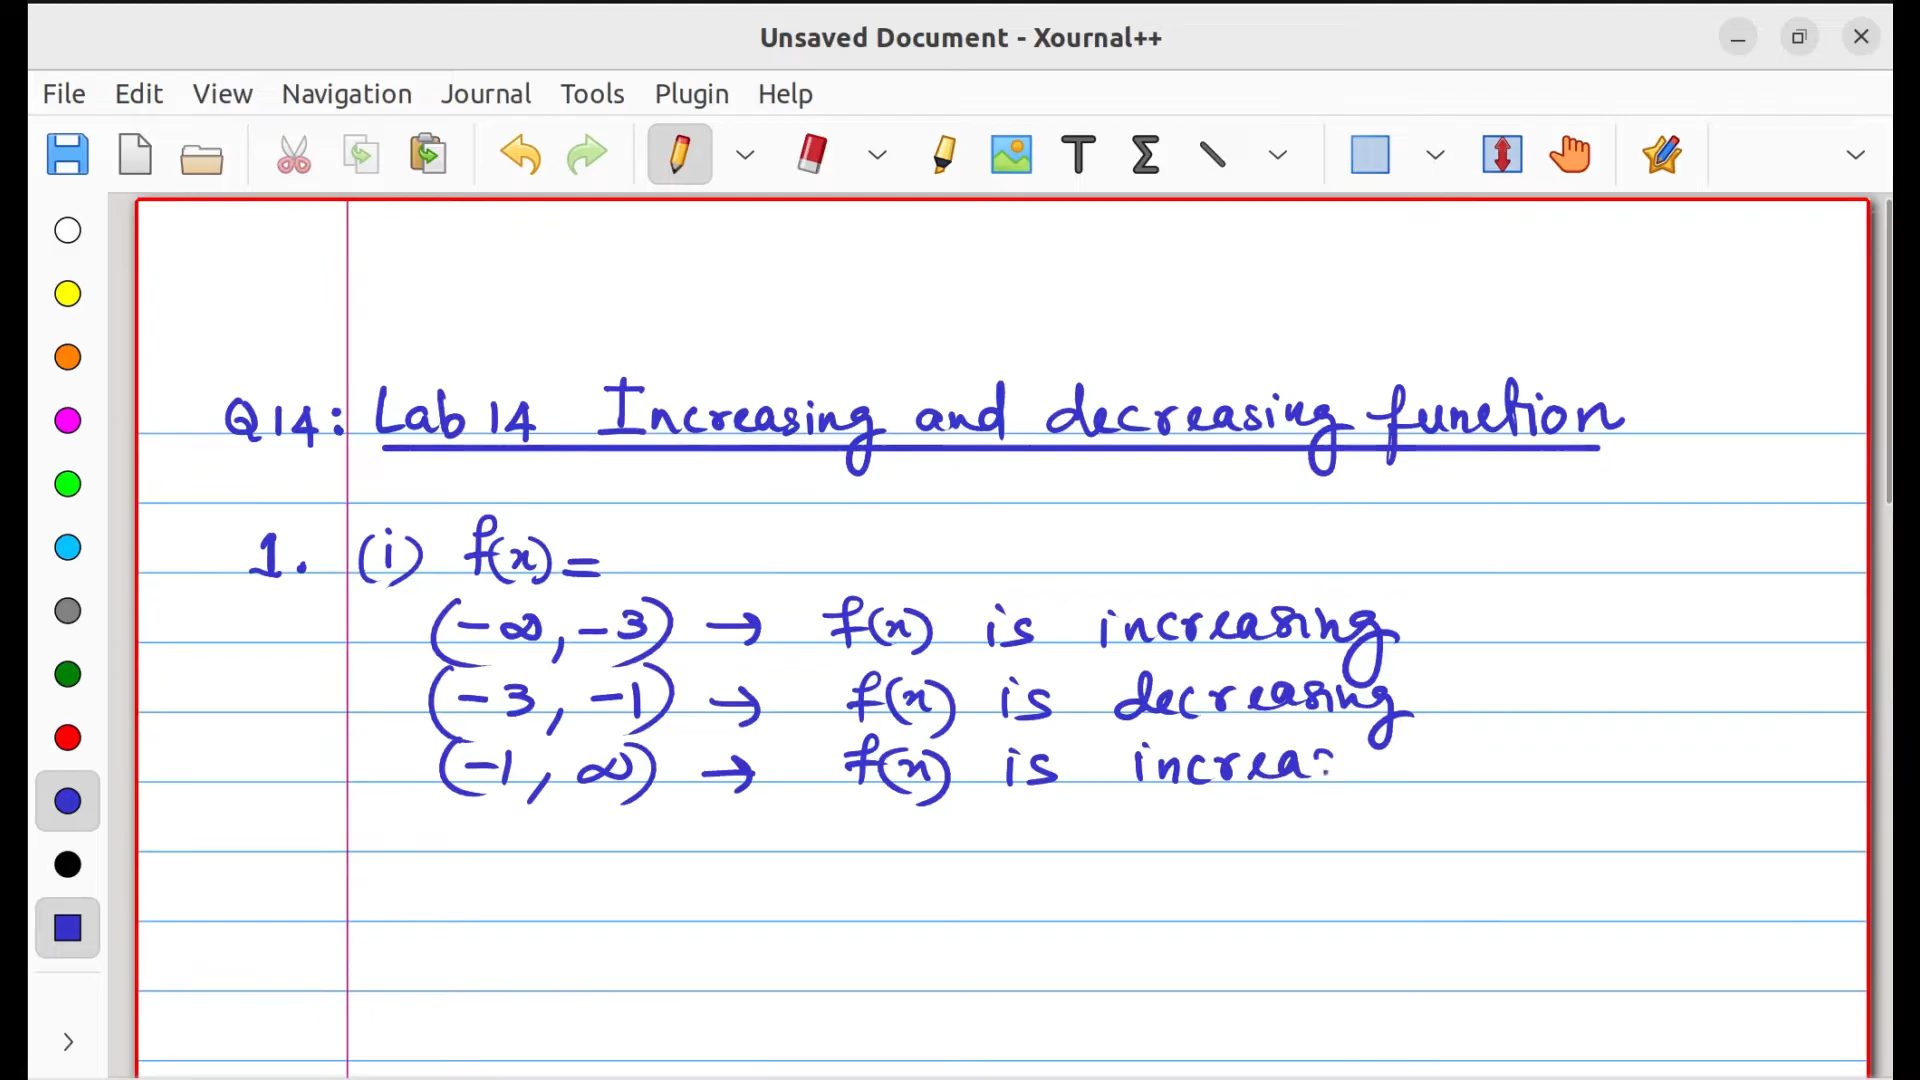 Unsaved Document - Xournal++
File Edit View Navigation Journal Tools Plugin Help
Q14: Lab 14 Increasing and decreasing function
1. (i) f(x)=
(-∞, -3) → f(x) is increasing
(-3, -1) → f(x) is decreasing
(-1, ∞) → f(x) is increa